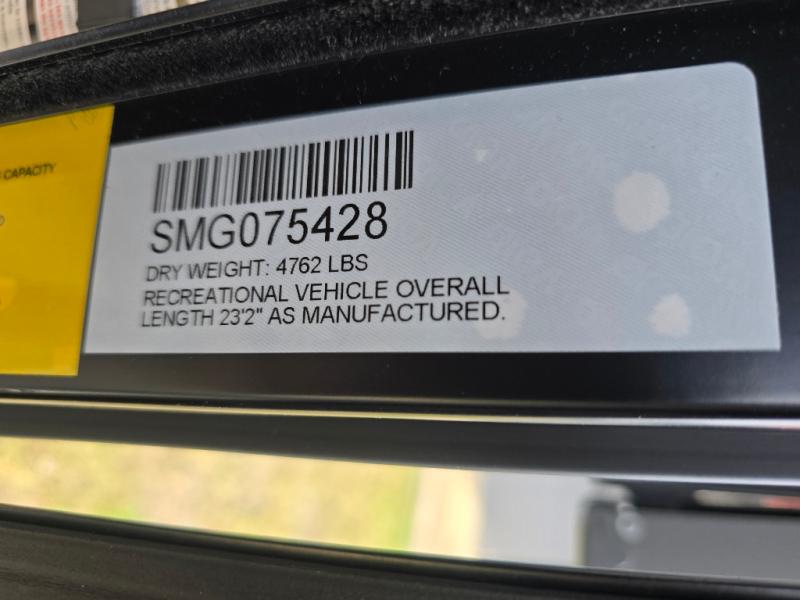 CAPACITY
SMG075428
DRY WEIGHT: 4762 LBS
RECREATIONAL VEHICLE OVERALL
LENGTH 23'2" AS MANUFACTURED.